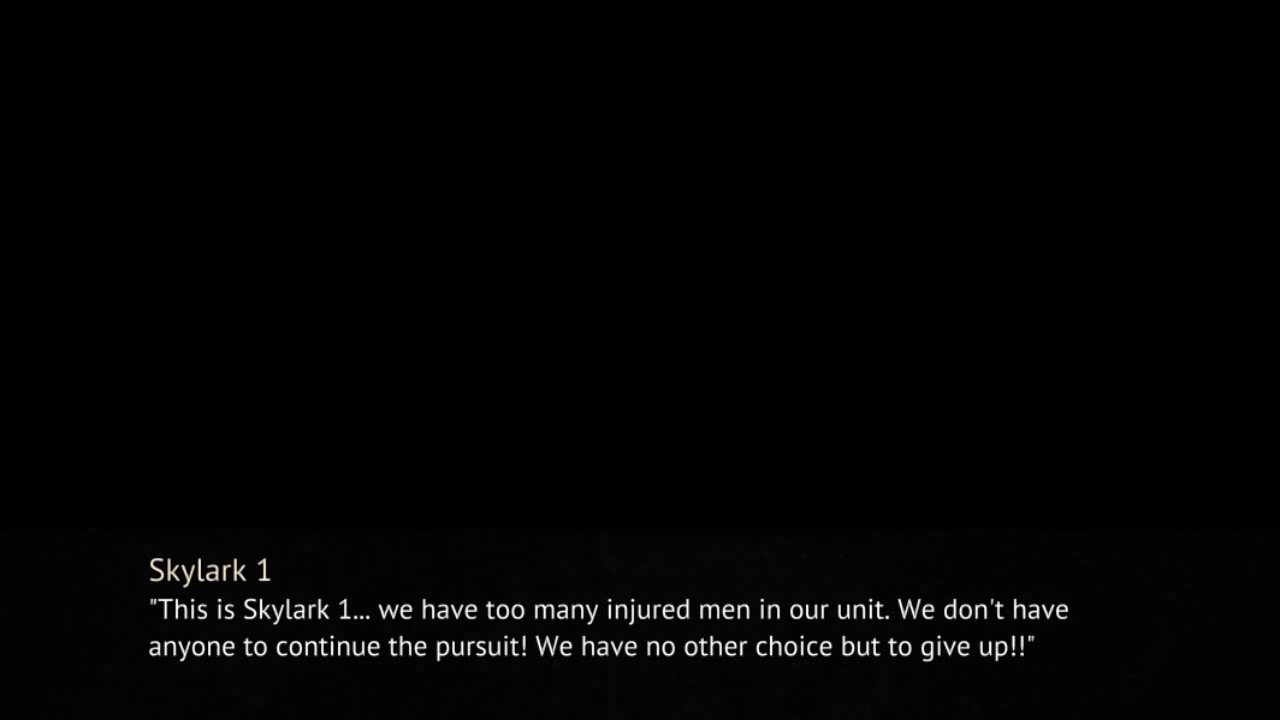 Skylark 1
"This is Skylark 1... we have too many injured men in our unit. We don't have
anyone to continue the pursuit! We have no other choice but to give up!!"